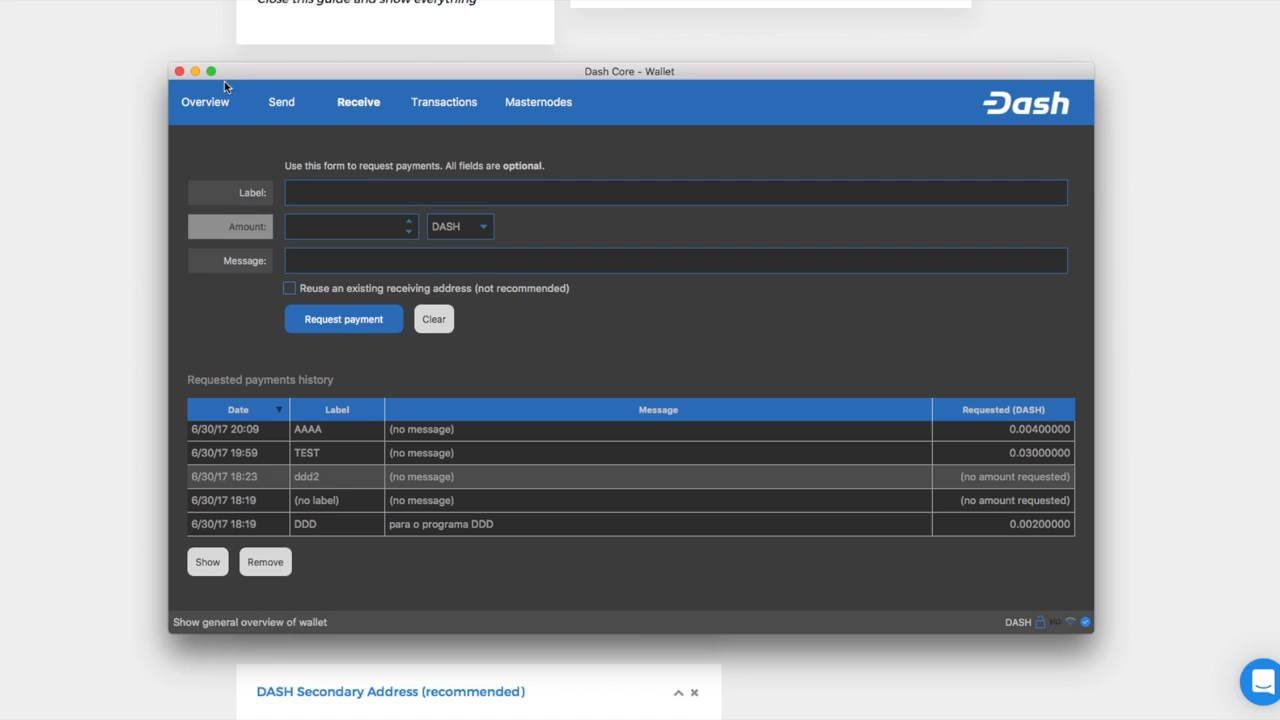 Close this guide and show everything
Dash Core - Wallet
Overview Send Receive Transactions Masternodes
Dash
Use this form to request payments. All fields are optional.
Label:
Amount: DASH
Message:
Reuse an existing receiving address (not recommended)
Request payment Clear
Requested payments history
Date Label Message Requested (DASH)
6/30/17 20:09 AAAA (no message) 0.00400000
6/30/17 19:59 TEST (no message) 0.03000000
6/30/17 18:23 ddd2 (no message) (no amount requested)
6/30/17 18:19 (no label) (no message) (no amount requested)
6/30/17 18:19 DDD para o programa DDD 0.00200000
Show Remove
Show general overview of wallet DASH HD
DASH Secondary Address (recommended)